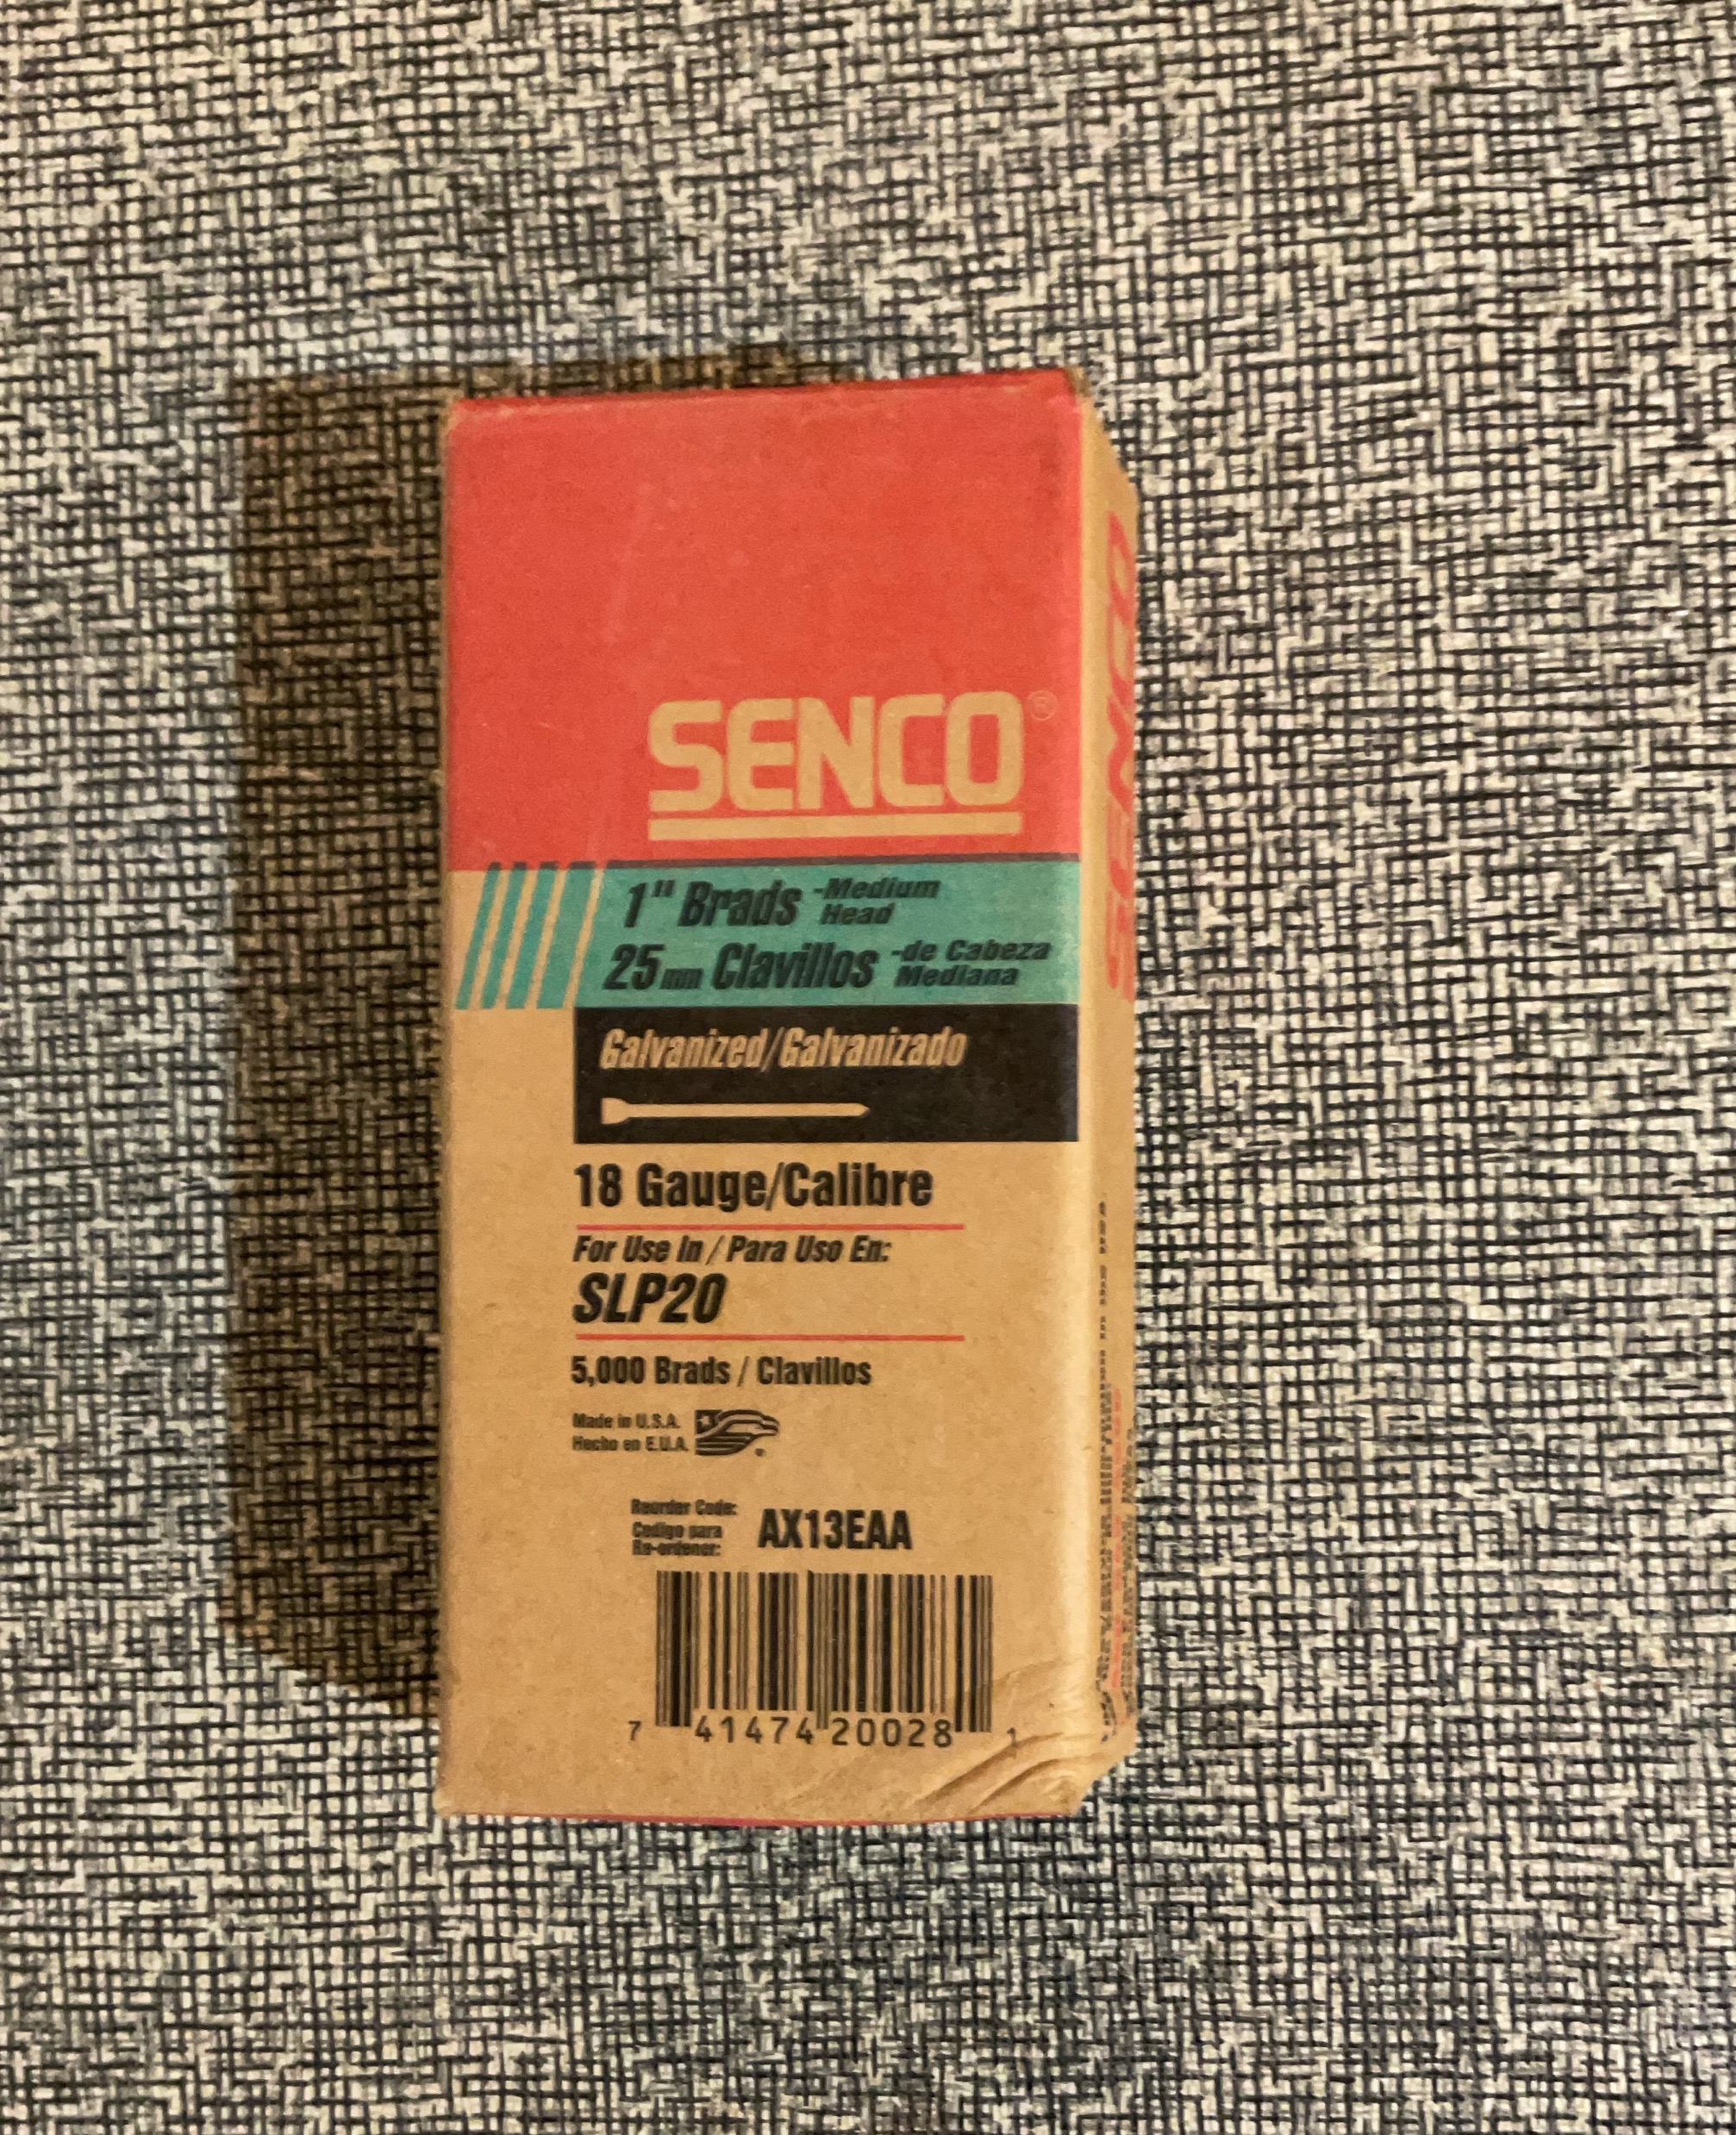 SENCO®
1" Brads -Medium Head
25mm Clavillos -de Cabeza Mediana
Galvanized/Galvanizado
18 Gauge/Calibre
For Use In / Para Uso En:
SLP20
5,000 Brads / Clavillos
Made in U.S.A.
Hecho en E.U.A.
Reorder Code:
Codigo para
Re-ordener:
AX13EAA
7 41474 20028 1
SENCO